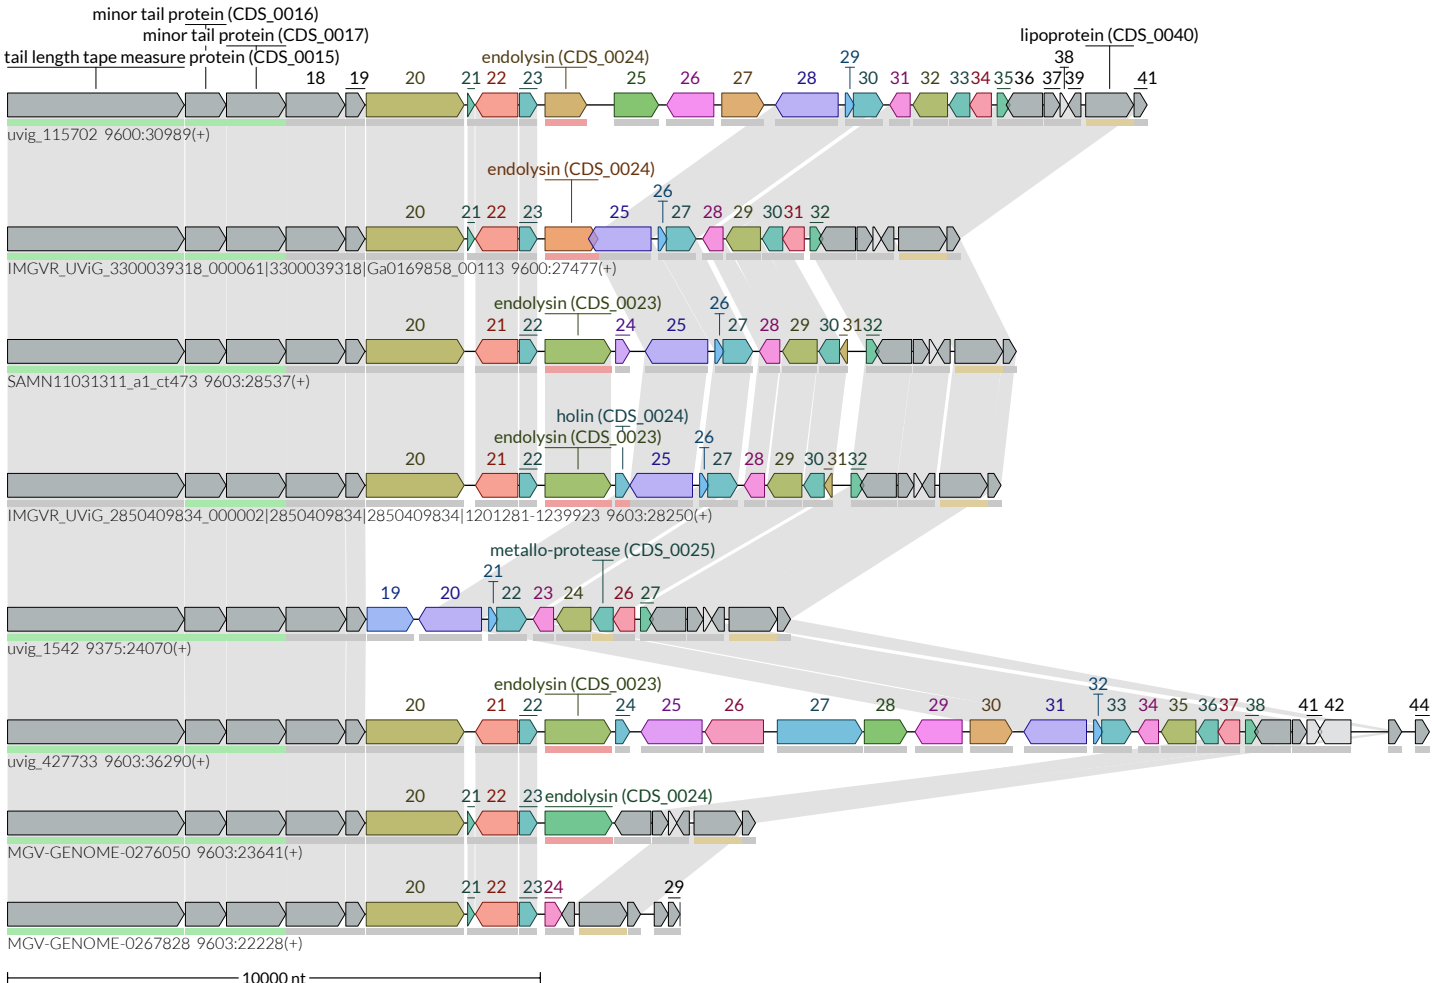 minor tail protein (CDS_0016)
minor tail protein (CDS_0017)
lipoprotein (CDS_0040)
tail length tape measure protein (CDS_0015)
endolysin (CDS_0024)
29
38
18 19 20 21 22 23 25 26 27 28 30 31 32 33 34 35 36 37 39 41
uvig_115702 9600:30989(+)
endolysin (CDS_0024)
26
20 21 22 23 25 27 28 29 30 31 32
IMGVR_UViG_3300039318_000061|3300039318|Ga0169858_00113 9600:27477(+)
endolysin (CDS_0023)
26
20 21 22 24 25 27 28 29 30 31 32
SAMN11031311_a1_ct473 9603:28537(+)
holin (CDS_0024)
endolysin (CDS_0023)
26
20 21 22 25 27 28 29 30 31 32
IMGVR_UViG_2850409834_000002|2850409834|2850409834|1201281-1239923 9603:28250(+)
metallo-protease (CDS_0025)
21
19 20 22 23 24 26 27
uvig_1542 9375:24070(+)
endolysin (CDS_0023)
32
20 21 22 24 25 26 27 28 29 30 31 33 34 35 36 37 38 41 42 44
uvig_427733 9603:36290(+)
20 21 22 23 endolysin (CDS_0024)
MGV-GENOME-0276050 9603:23641(+)
20 21 22 23 24 29
MGV-GENOME-0267828 9603:22228(+)
10000 nt